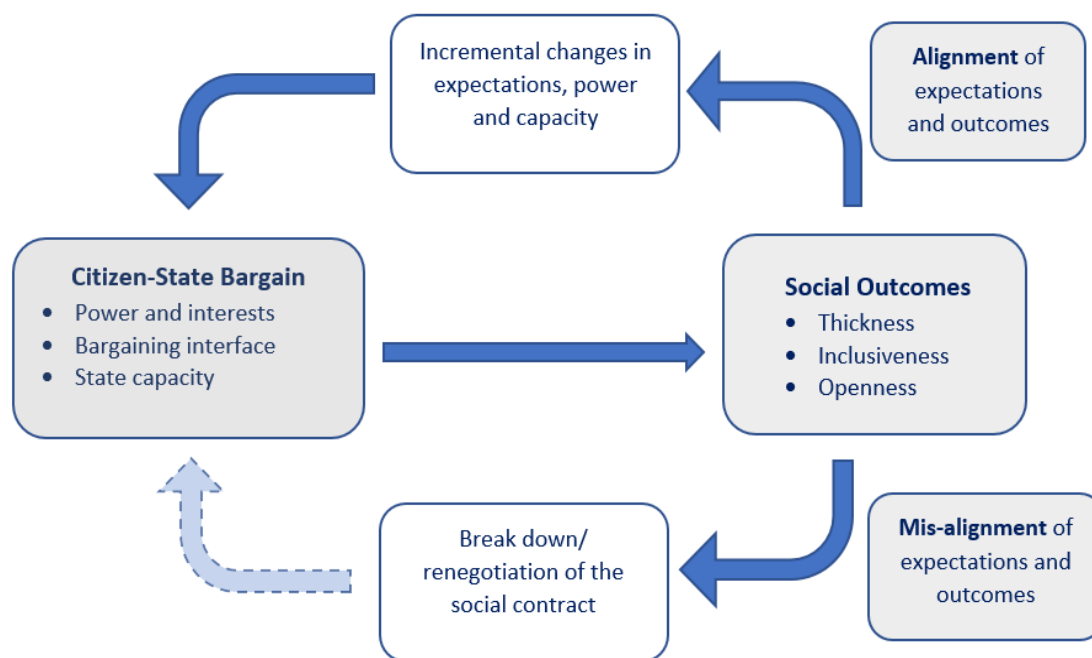 Incremental changes in
expectations, power
and capacity
Alignment of
expectations
and outcomes
Citizen-State Bargain
• Power and interests
• Bargaining interface
• State capacity
Social Outcomes
• Thickness
• Inclusiveness
• Openness
Break down/
renegotiation of the
social contract
Mis-alignment of
expectations and
outcomes